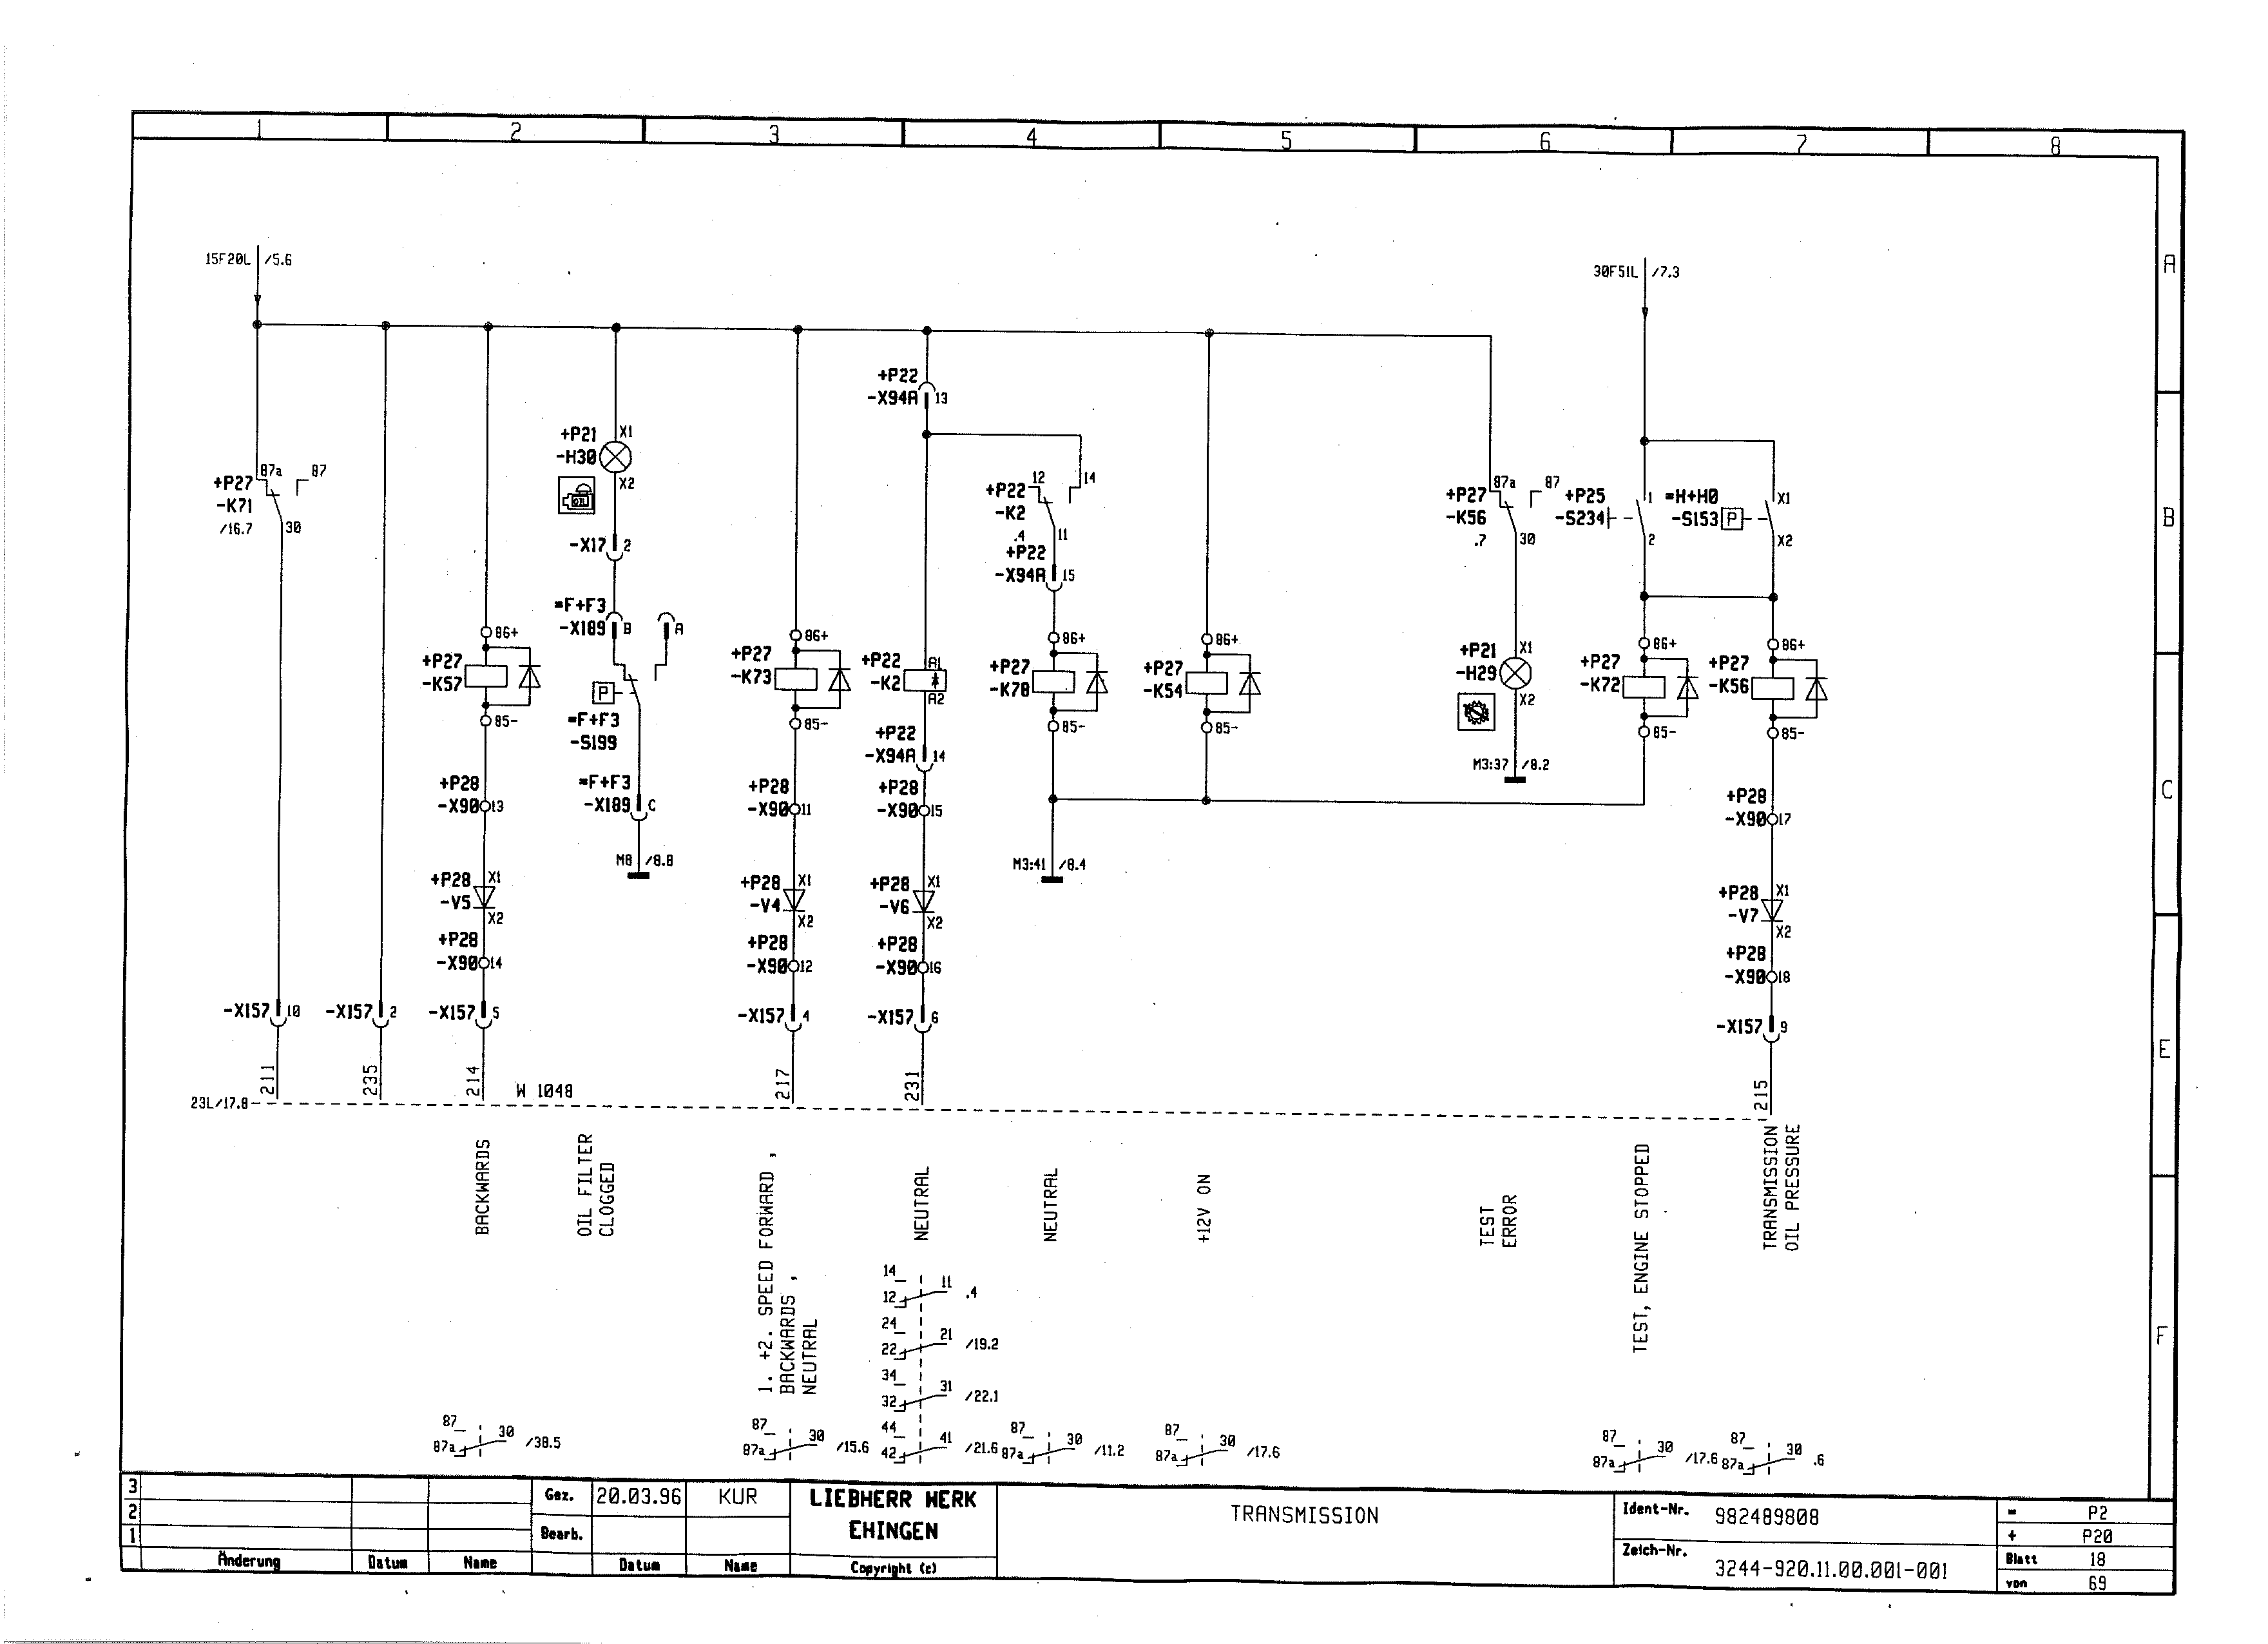 1 2 3 4 5 6 7 8
A
B
C
E
F
15F20L /5.6
30F51L /7.3
+P22
-X94A 13
+P21 X1
-H30
X2
OIL
87a 87
+P27
-K71
/16.7 30
12 14
+P22
-K2
.4 11
+P22
-X94A 15
87a 87
+P27
-K56
.7 30
+P25 1
-S234
2
=H+H0 X1
-S153 P
X2
-X17 2
=F+F3
-X189 B A
86+
+P27
-K57
85-
P
=F+F3
-S199
86+
+P27
-K73
85-
+P22 A1
-K2
A2
86+
+P27
-K78
85-
86+
+P27
-K54
85-
+P21 X1
-H29
X2
86+
+P27
-K72
85-
86+
+P27
-K56
85-
+P22
-X94A 14
M3:37 /8.2
+P28
-X90 13
=F+F3
-X189 C
+P28
-X90 11
+P28
-X90 15
+P28
-X90 17
M8 /8.8
M3:41 /8.4
+P28 X1
-V5
X2
+P28 X1
-V4
X2
+P28 X1
-V6
X2
+P28 X1
-V7
X2
+P28
-X90 14
+P28
-X90 12
+P28
-X90 16
+P28
-X90 18
-X157 10
-X157 2
-X157 5
-X157 4
-X157 6
-X157 9
211
235
214
217
231
215
23L/17.8
W 1048
BACKWARDS
OIL FILTER
CLOGGED
1. +2. SPEED FORWARD ,
BACKWARDS ,
NEUTRAL
NEUTRAL
NEUTRAL
+12V ON
TEST
ERROR
TEST, ENGINE STOPPED
TRANSMISSION
OIL PRESSURE
14
12 11 .4
24
22 21 /19.2
34
32 31 /22.1
44
42 41 /21.6
87
87a 30 /38.5
87
87a 30 /15.6
87
87a 30 /11.2
87
87a 30 /17.6
87
87a 30 /17.6
87
87a 30 .6
3
2
1
Änderung Datum Name
Gez. 20.03.96 KUR
Bearb.
Datum Name
LIEBHERR WERK
EHINGEN
Copyright (c)
TRANSMISSION
Ident-Nr. 982489808
Zeich-Nr. 3244-920.11.00.001-001
= P2
+ P20
Blatt 18
von 69